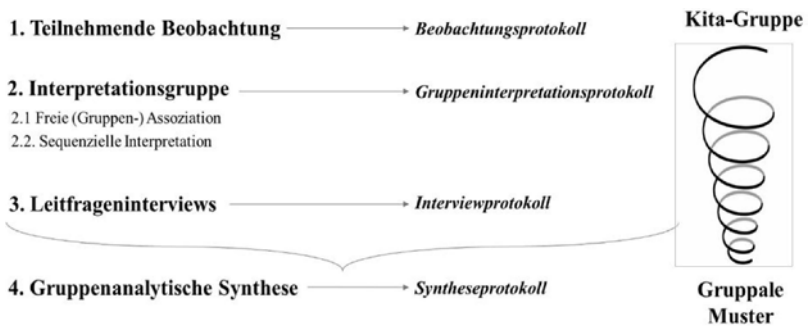 1. Teilnehmende Beobachtung
Beobachtungsprotokoll
2. Interpretationsgruppe
Gruppeninterpretationsprotokoll
2.1 Freie (Gruppen-) Assoziation
2.2. Sequenzielle Interpretation
3. Leitfrageninterviews
Interviewprotokoll
4. Gruppenanalytische Synthese
Syntheseprotokoll
Kita-Gruppe
Gruppale
Muster